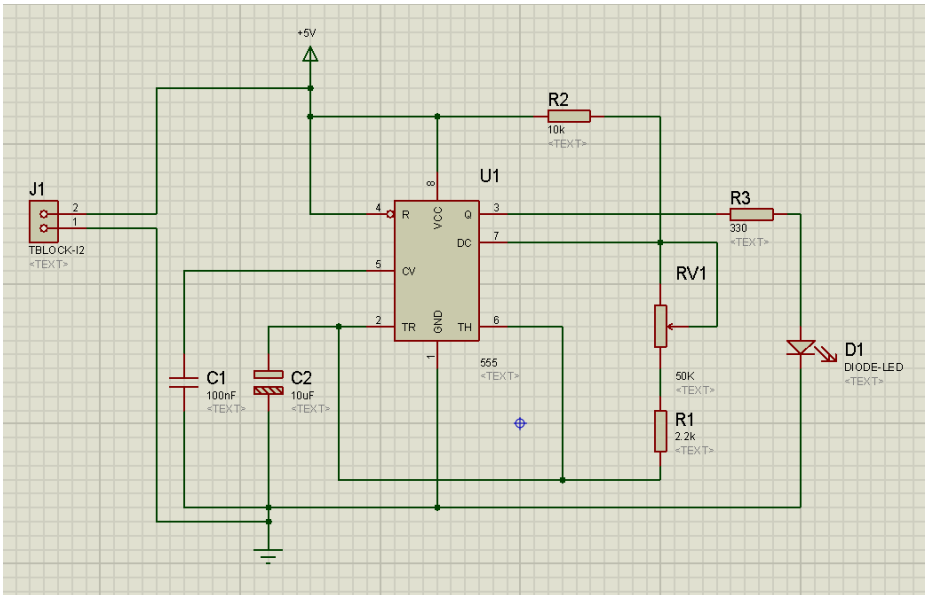 +5V
R2
10k
<TEXT>
J1
2
1
TBLOCK-I2
<TEXT>
U1
8
4
R
VCC
Q
3
DC
7
5
CV
2
TR
GND
TH
6
1
555
<TEXT>
R3
330
<TEXT>
RV1
50K
<TEXT>
R1
2.2k
<TEXT>
C1
100nF
<TEXT>
C2
10uF
<TEXT>
D1
DIODE-LED
<TEXT>